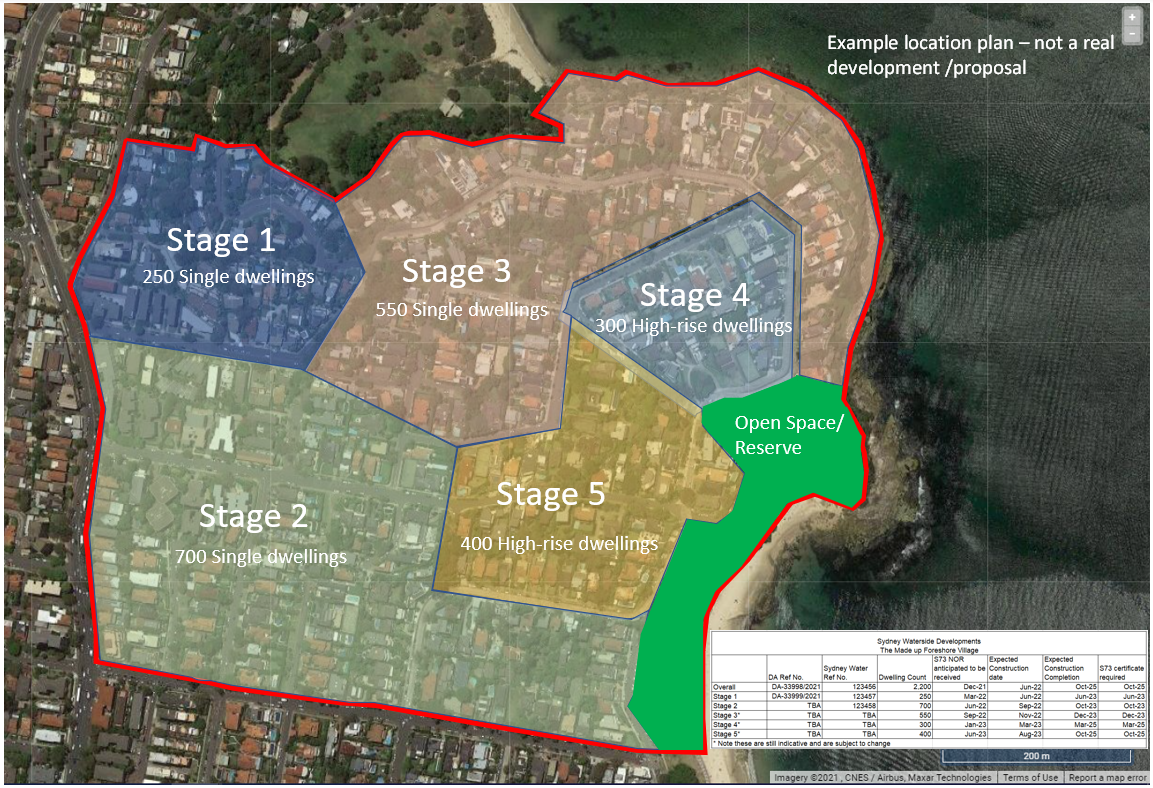 Example location plan – not a real
development /proposal
+
-
Stage 1
250 Single dwellings
Stage 3
550 Single dwellings
Stage 4
300 High-rise dwellings
Open Space/
Reserve
Stage 5
400 High-rise dwellings
Stage 2
700 Single dwellings
Sydney Waterside Developments
The Made up Foreshore Village
DA Ref No. Sydney Water Ref No. Dwelling Count S73 NOR anticipated to be received Expected Construction date Expected Construction Completion S73 certificate required
Overall DA-33998/2021 123456 2,200 Dec-21 Jun-22 Oct-25 Oct-25
Stage 1 DA-33999/2021 123457 250 Mar-22 Jun-22 Jun-23 Jun-23
Stage 2 TBA 123458 700 Jun-22 Sep-22 Oct-23 Oct-23
Stage 3* TBA TBA 550 Sep-22 Nov-22 Dec-23 Dec-23
Stage 4* TBA TBA 300 Jan-23 Mar-23 Mar-25 Mar-25
Stage 5* TBA TBA 400 Jun-23 Aug-23 Oct-25 Oct-25
* Note these are still indicative and are subject to change
200 m
Imagery ©2021 , CNES / Airbus, Maxar Technologies Terms of Use Report a map error